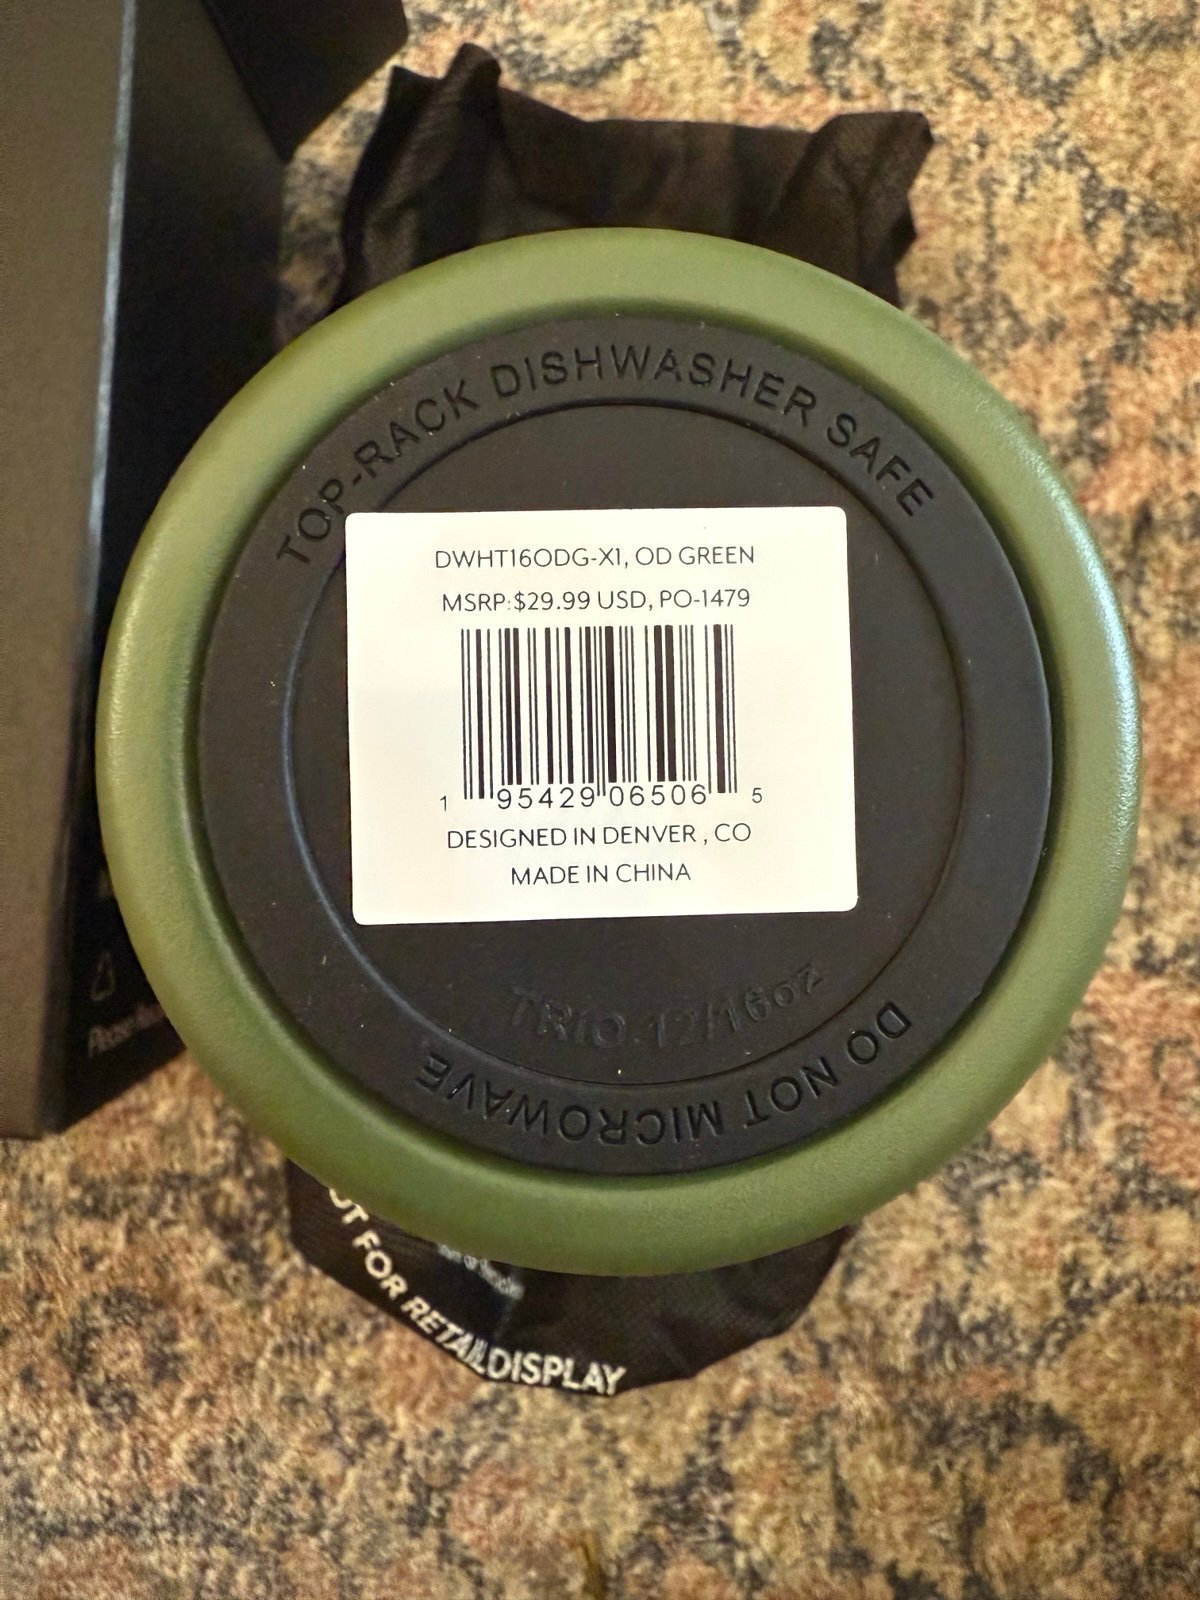 TOP-RACK DISHWASHER SAFE
DWHT16ODG-X1, OD GREEN
MSRP:$29.99 USD, PO-1479
1 95429 06506 5
DESIGNED IN DENVER , CO
MADE IN CHINA
TRIO.12/16oz
DO NOT MICROWAVE
FOR RETAIL DISPLAY